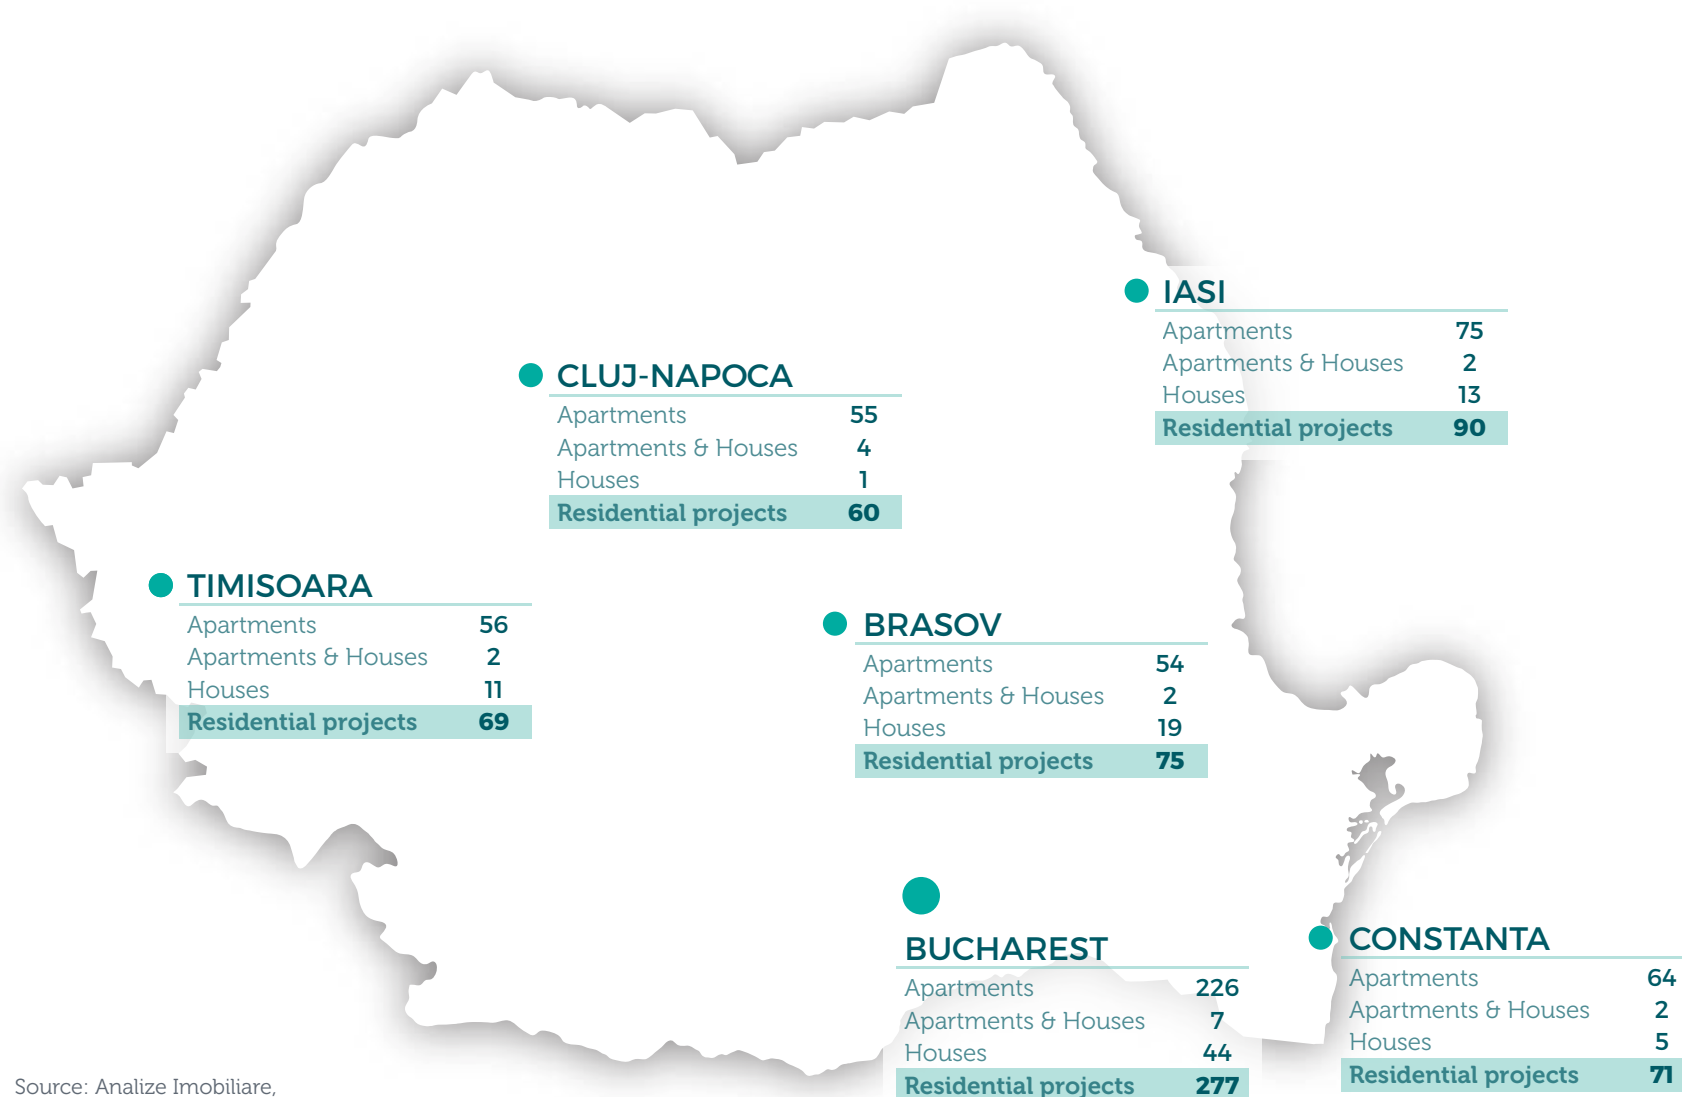 IASI
Apartments 75
Apartments & Houses 2
Houses 13
Residential projects 90
CLUJ-NAPOCA
Apartments 55
Apartments & Houses 4
Houses 1
Residential projects 60
TIMISOARA
Apartments 56
Apartments & Houses 2
Houses 11
Residential projects 69
BRASOV
Apartments 54
Apartments & Houses 2
Houses 19
Residential projects 75
BUCHAREST
Apartments 226
Apartments & Houses 7
Houses 44
Residential projects 277
CONSTANTA
Apartments 64
Apartments & Houses 2
Houses 5
Residential projects 71
Source: Analize Imobiliare,